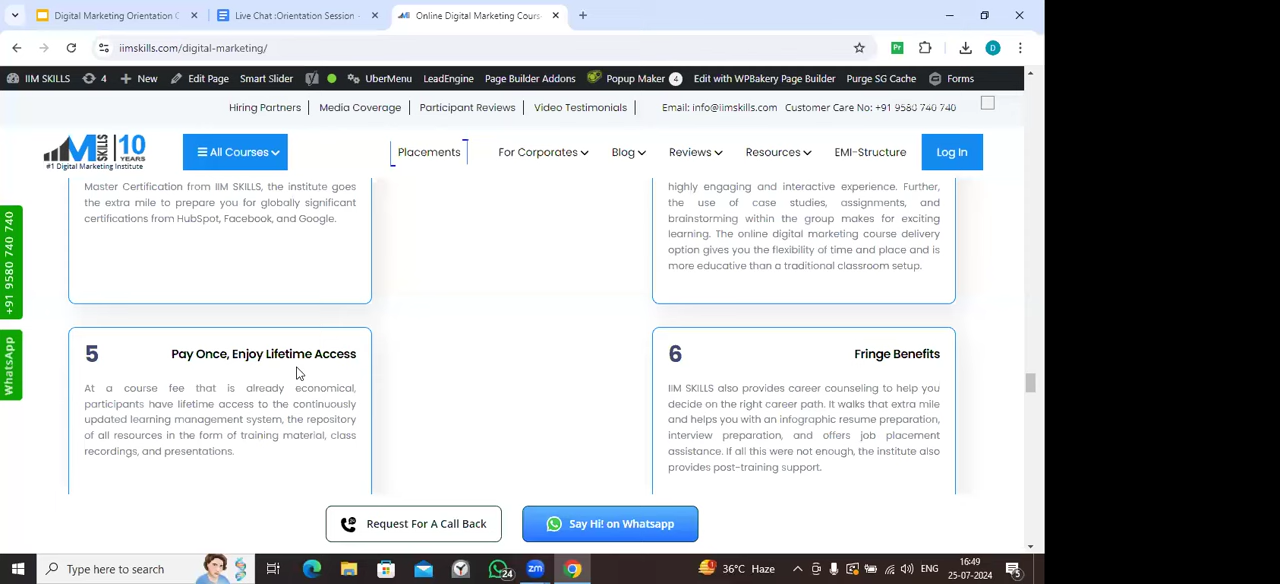 Digital Marketing Orientation C
Live Chat :Orientation Session -
Online Digital Marketing Cours
iimskills.com/digital-marketing/
Pr
D
IIM SKILLS
4
New
Edit Page
Smart Slider
UberMenu
LeadEngine
Page Builder Addons
Popup Maker 4
Edit with WPBakery Page Builder
Purge SG Cache
Forms
Hiring Partners
Media Coverage
Participant Reviews
Video Testimonials
Email: info@iimskills.com
Customer Care No: +91 9580 740 740
IIM SKILLS 10 YEARS
#1 Digital Marketing Institute
All Courses
Placements
For Corporates
Blog
Reviews
Resources
EMI-Structure
Log In
Master Certification from IIM SKILLS, the institute goes
the extra mile to prepare you for globally significant
certifications from HubSpot, Facebook, and Google.
highly engaging and interactive experience. Further,
the use of case studies, assignments, and
brainstorming within the group makes for exciting
learning. The online digital marketing course delivery
option gives you the flexibility of time and place and is
more educative than a traditional classroom setup.
+91 9580 740 740
WhatsApp
5
Pay Once, Enjoy Lifetime Access
At a course fee that is already economical,
participants have lifetime access to the continuously
updated learning management system, the repository
of all resources in the form of training material, class
recordings, and presentations.
6
Fringe Benefits
IIM SKILLS also provides career counseling to help you
decide on the right career path. It walks that extra mile
and helps you with an infographic resume preparation,
interview preparation, and offers job placement
assistance. If all this were not enough, the institute also
provides post-training support.
Request For A Call Back
Say Hi! on Whatsapp
Type here to search
24
zm
36°C Haze
ENG
16:49
25-07-2024
5